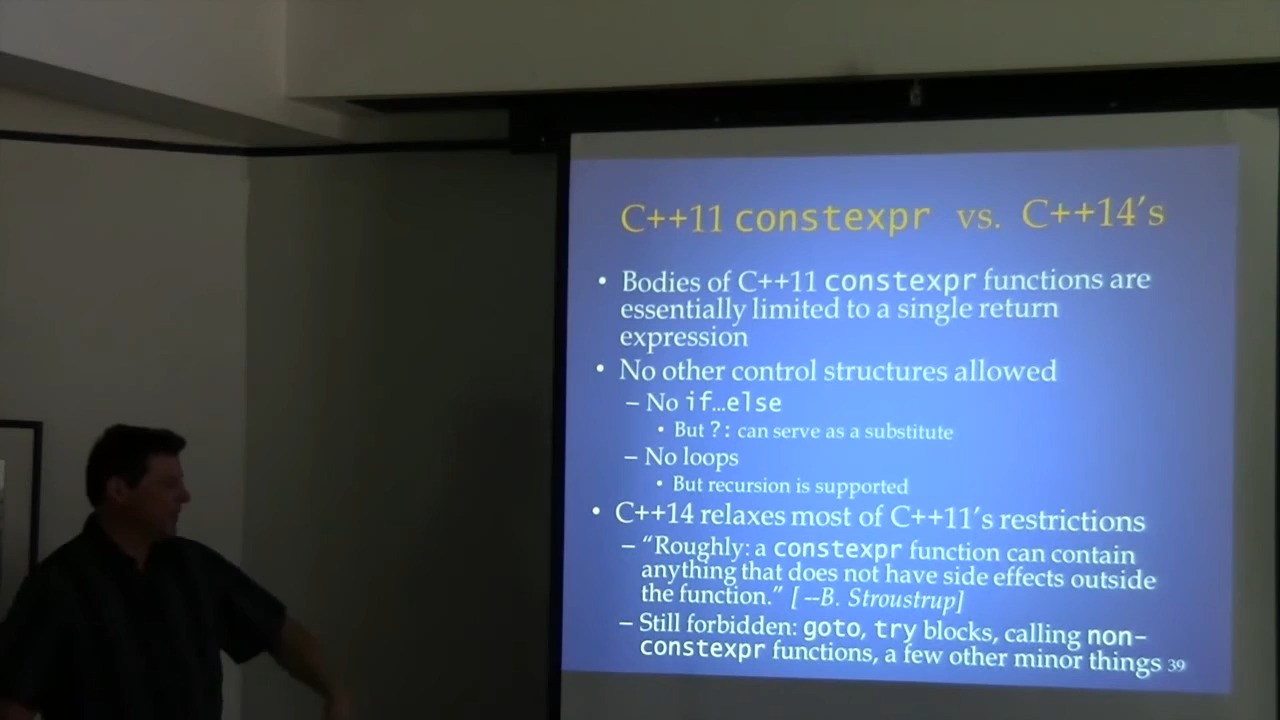 C++11 constexpr vs. C++14's
• Bodies of C++11 constexpr functions are
essentially limited to a single return
expression
• No other control structures allowed
– No if…else
• But ?: can serve as a substitute
– No loops
• But recursion is supported
• C++14 relaxes most of C++11's restrictions
– “Roughly: a constexpr function can contain
anything that does not have side effects outside
the function.” [ --B. Stroustrup]
– Still forbidden: goto, try blocks, calling non-
constexpr functions, a few other minor things 39